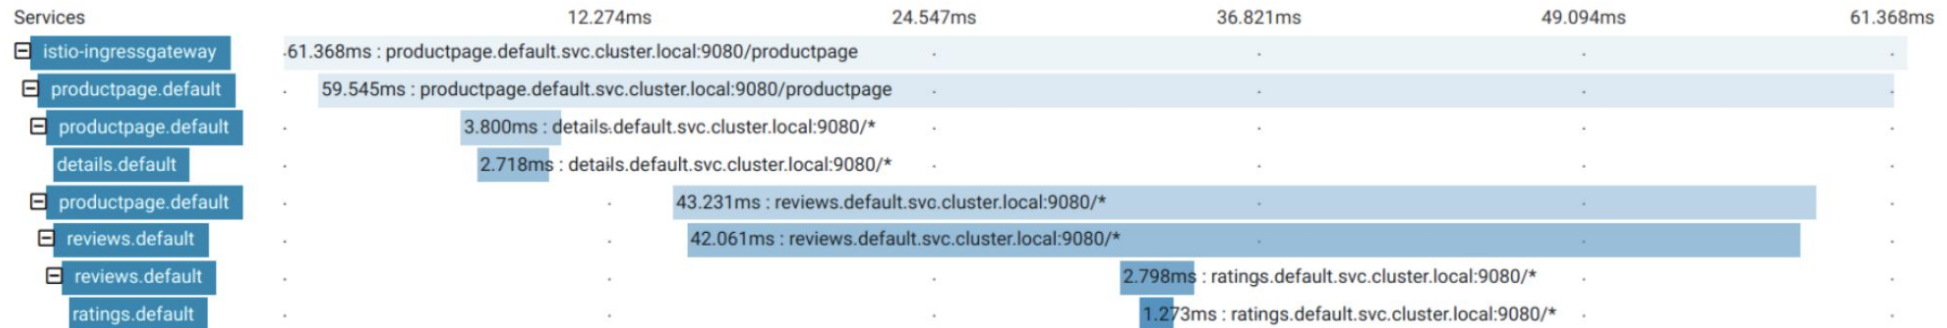 Services 12.274ms 24.547ms 36.821ms 49.094ms 61.368ms
istio-ingressgateway 61.368ms : productpage.default.svc.cluster.local:9080/productpage
productpage.default 59.545ms : productpage.default.svc.cluster.local:9080/productpage
productpage.default 3.800ms : details.default.svc.cluster.local:9080/*
details.default 2.718ms : details.default.svc.cluster.local:9080/*
productpage.default 43.231ms : reviews.default.svc.cluster.local:9080/*
reviews.default 42.061ms : reviews.default.svc.cluster.local:9080/*
reviews.default 2.798ms : ratings.default.svc.cluster.local:9080/*
ratings.default 1.273ms : ratings.default.svc.cluster.local:9080/*